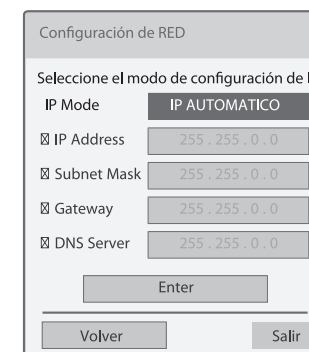 Configuración de RED
Seleccione el modo de configuración de
IP Mode IP AUTOMATICO
IP Address 255 . 255 . 0 . 0
Subnet Mask 255 . 255 . 0 . 0
Gateway 255 . 255 . 0 . 0
DNS Server 255 . 255 . 0 . 0
Enter
Volver Salir